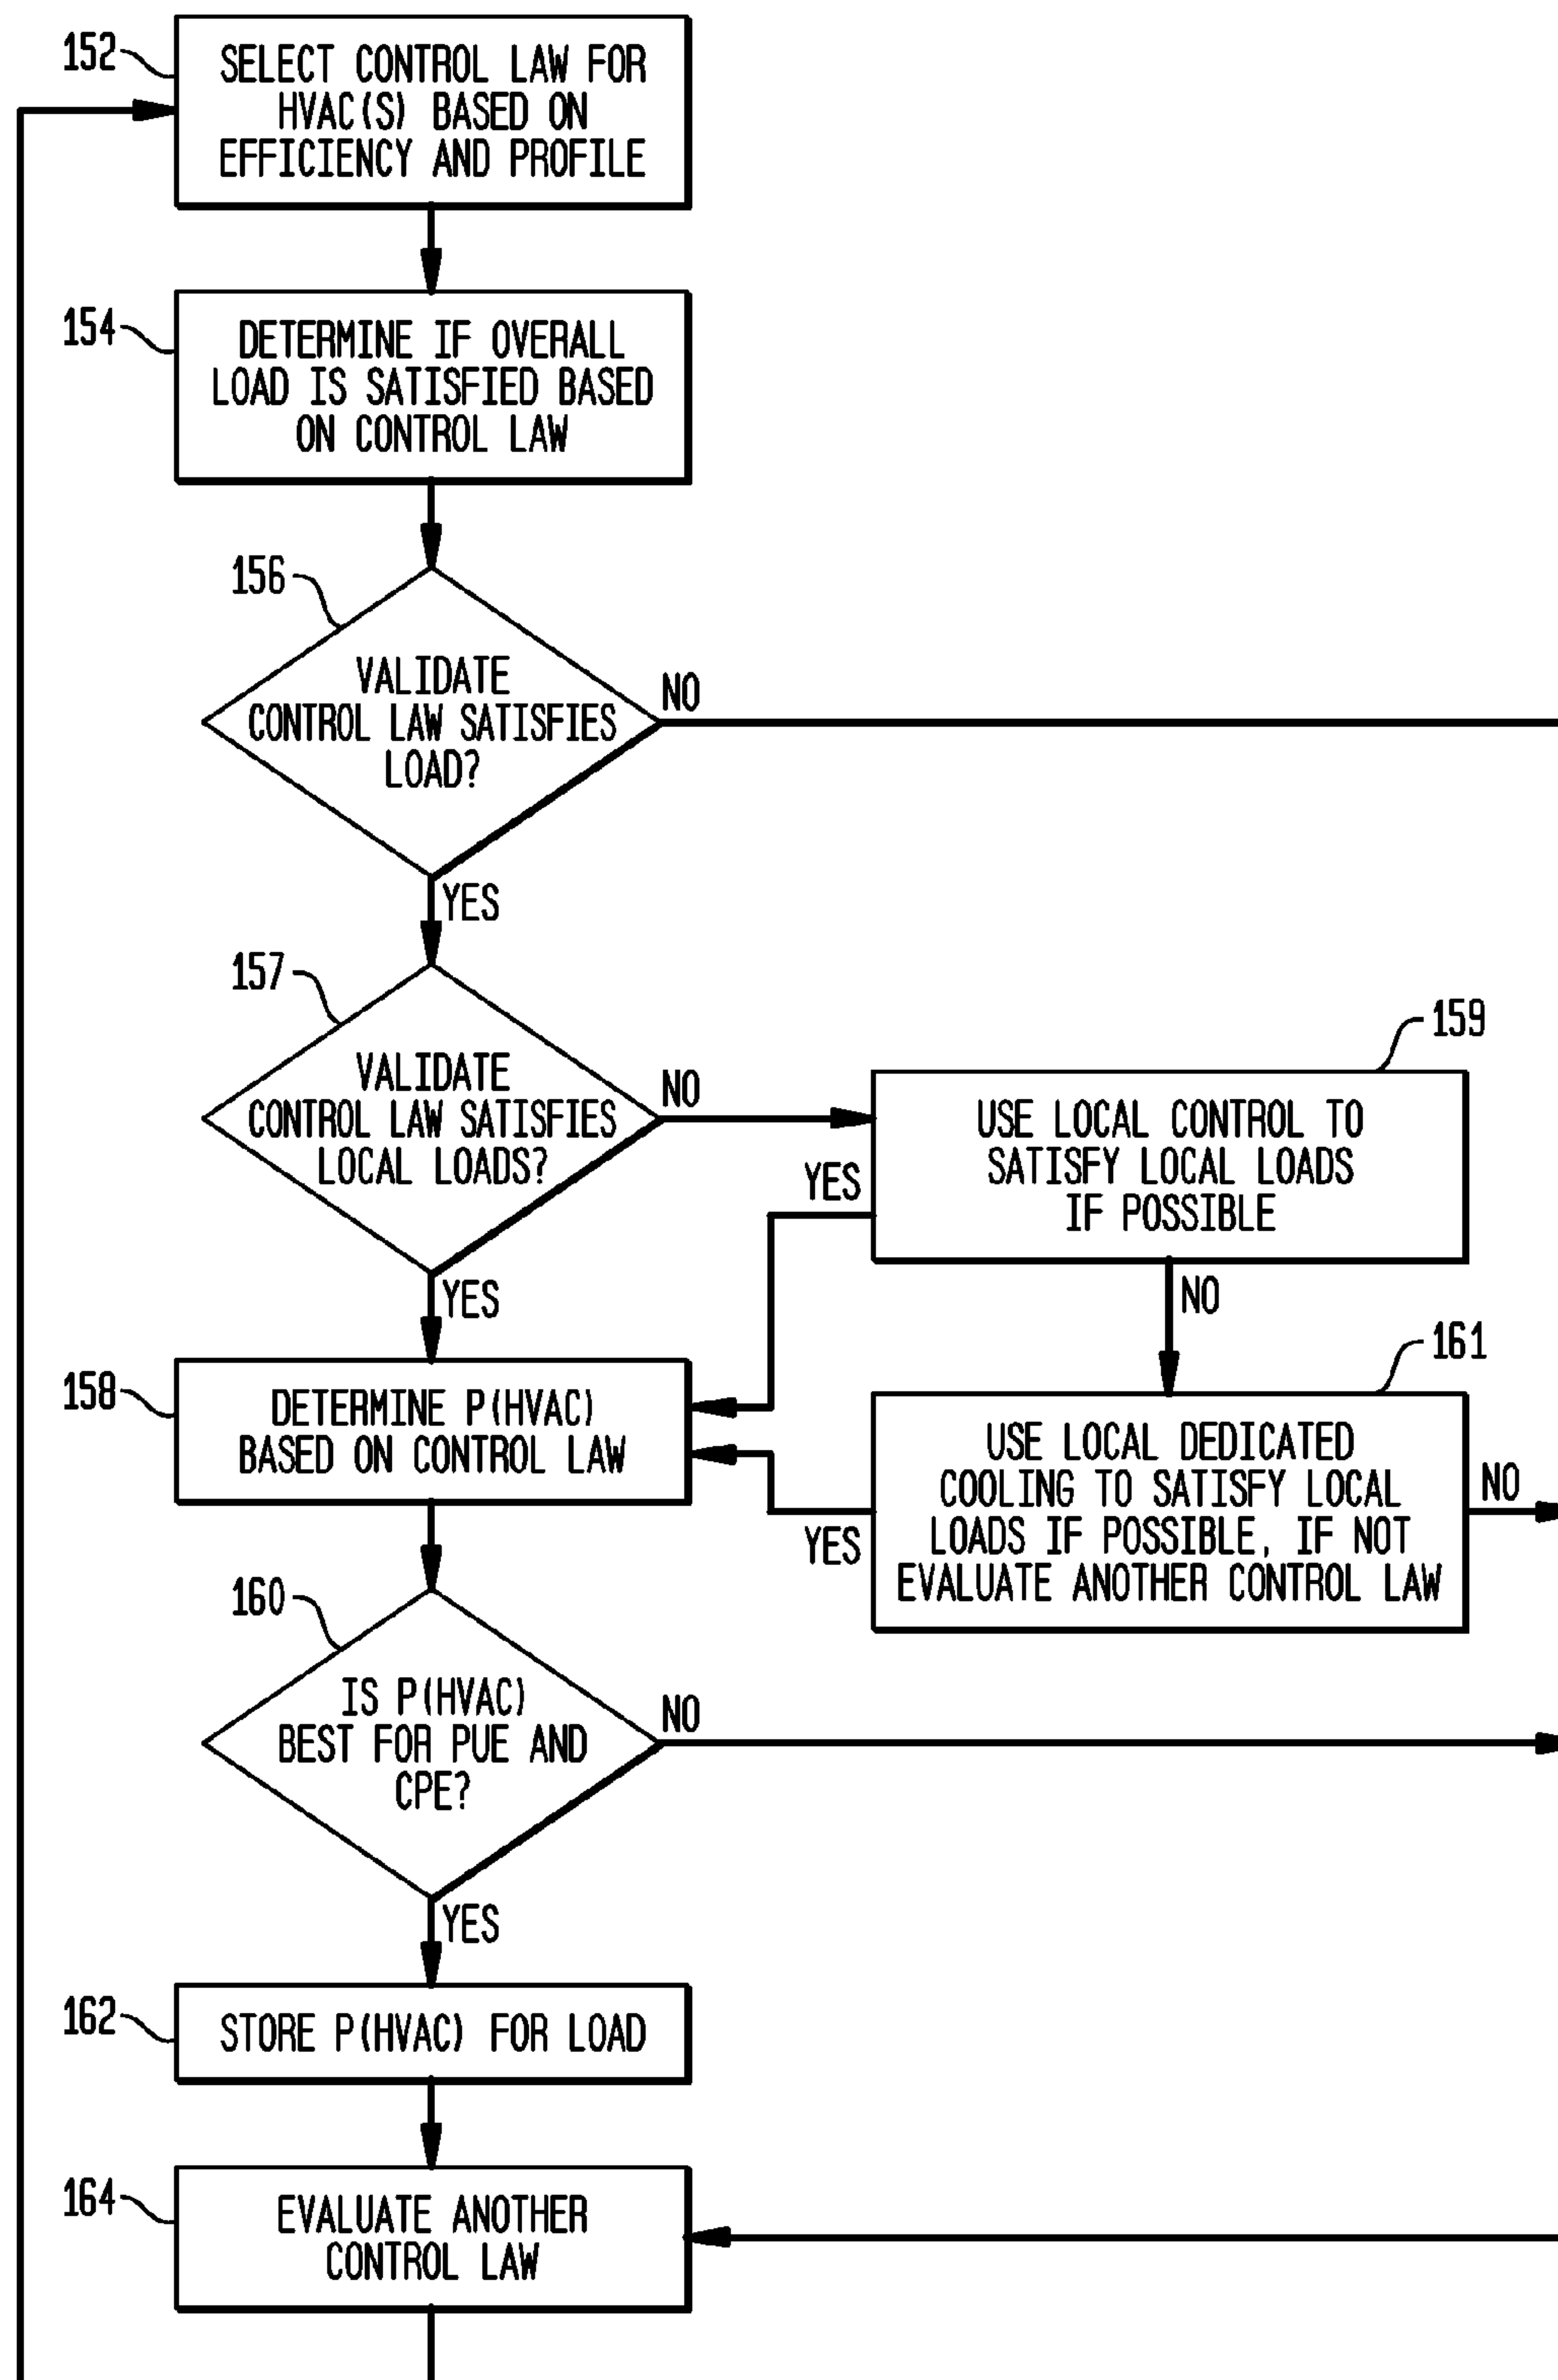 152
SELECT CONTROL LAW FOR
HVAC(S) BASED ON
EFFICIENCY AND PROFILE
154
DETERMINE IF OVERALL
LOAD IS SATISFIED BASED
ON CONTROL LAW
156
VALIDATE
CONTROL LAW SATISFIES
LOAD?
NO
YES
157
VALIDATE
CONTROL LAW SATISFIES
LOCAL LOADS?
NO
YES
159
USE LOCAL CONTROL TO
SATISFY LOCAL LOADS
IF POSSIBLE
YES
NO
158
DETERMINE P(HVAC)
BASED ON CONTROL LAW
161
USE LOCAL DEDICATED
COOLING TO SATISFY LOCAL
LOADS IF POSSIBLE, IF NOT
EVALUATE ANOTHER CONTROL LAW
YES
NO
160
IS P(HVAC)
BEST FOR PUE AND
CPE?
NO
YES
162
STORE P(HVAC) FOR LOAD
164
EVALUATE ANOTHER
CONTROL LAW